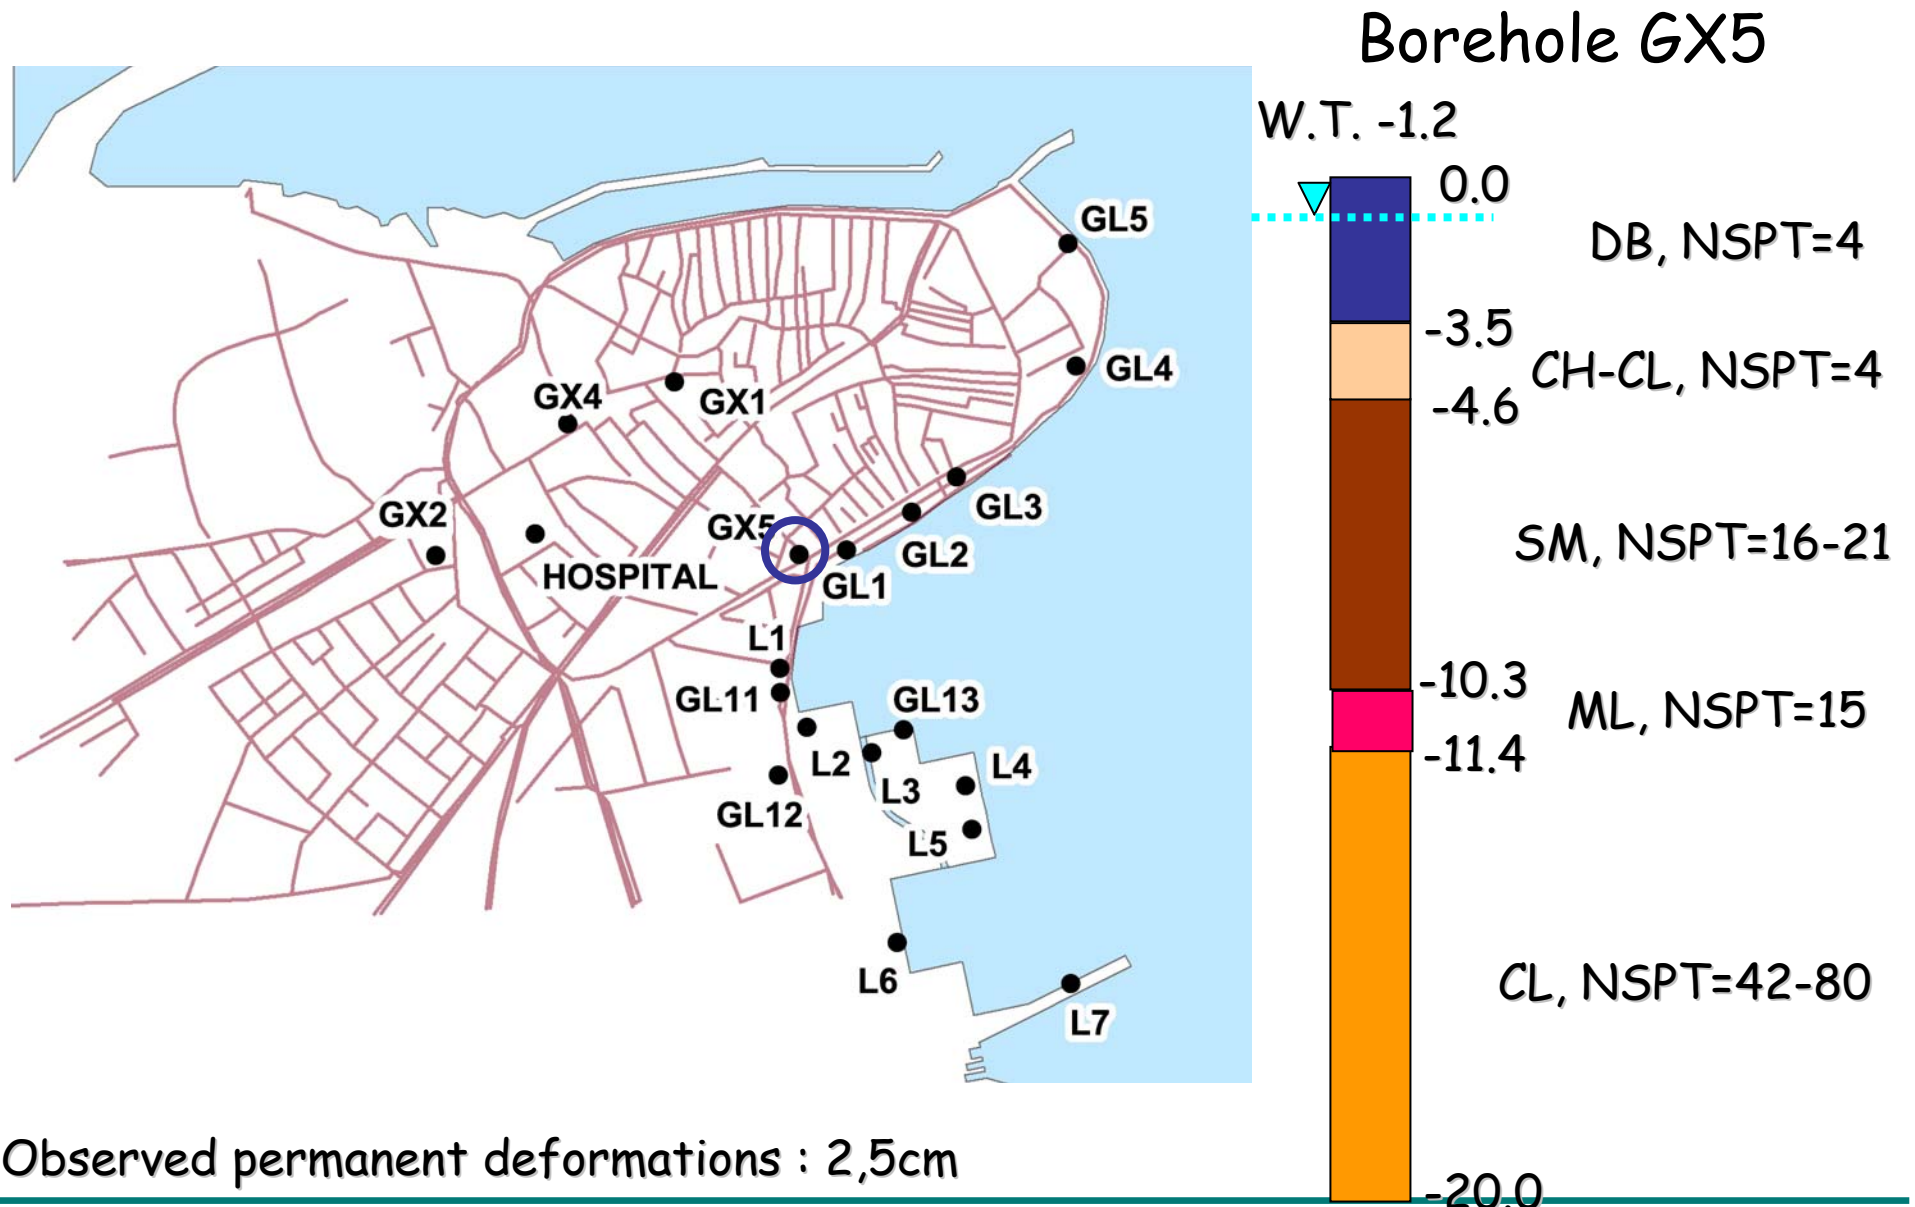 Borehole GX5
W.T. -1.2
0.0
DB, NSPT=4
-3.5
CH-CL, NSPT=4
-4.6
SM, NSPT=16-21
-10.3
ML, NSPT=15
-11.4
CL, NSPT=42-80
-20.0
GL5
GL4
GX4
GX1
GX2
GL3
GX5
GL2
HOSPITAL
GL1
L1
GL11
GL13
L2
L4
L3
GL12
L5
L6
L7
Observed permanent deformations : 2,5cm